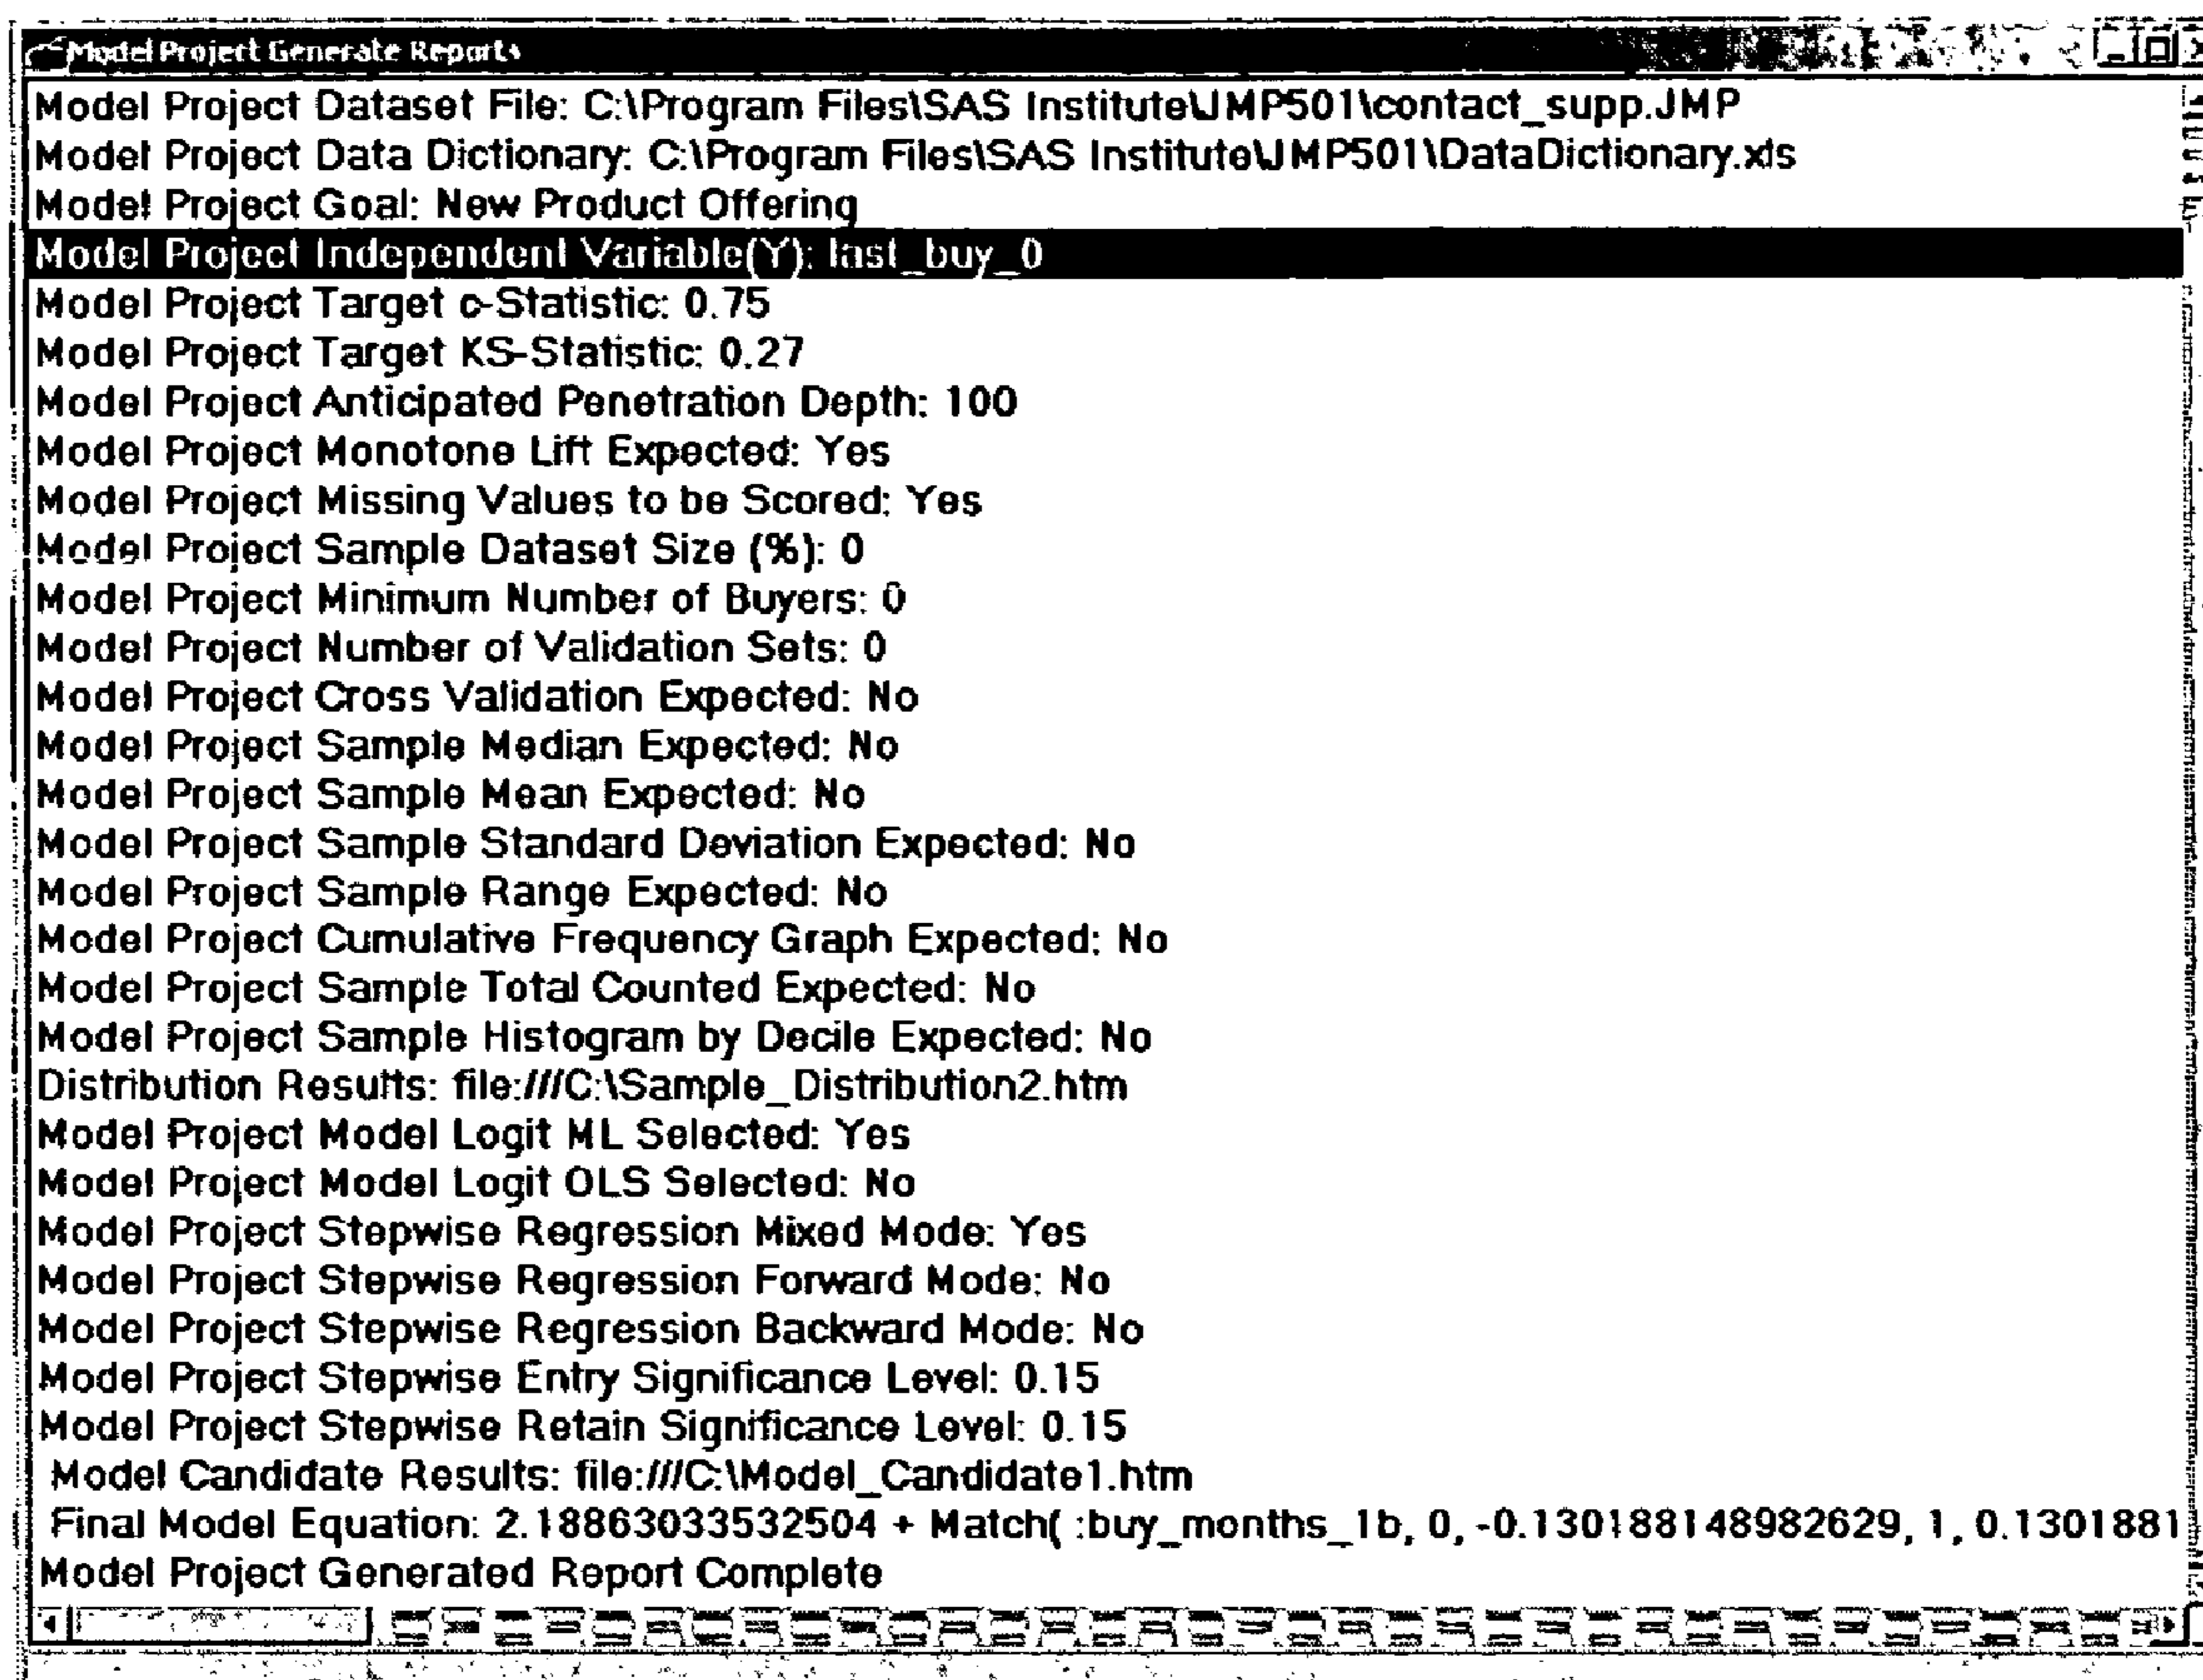 Model Project Generate Reports
Model Project Dataset File: C:\Program Files\SAS Institute\JMP501\contact_supp.JMP
Model Project Data Dictionary: C:\Program Files\SAS Institute\JMP501\DataDictionary.xls
Model Project Goal: New Product Offering
Model Project Independent Variable(Y): last_buy_0
Model Project Target c-Statistic: 0.75
Model Project Target KS-Statistic: 0.27
Model Project Anticipated Penetration Depth: 100
Model Project Monotone Lift Expected: Yes
Model Project Missing Values to be Scored: Yes
Model Project Sample Dataset Size (%): 0
Model Project Minimum Number of Buyers: 0
Model Project Number of Validation Sets: 0
Model Project Cross Validation Expected: No
Model Project Sample Median Expected: No
Model Project Sample Mean Expected: No
Model Project Sample Standard Deviation Expected: No
Model Project Sample Range Expected: No
Model Project Cumulative Frequency Graph Expected: No
Model Project Sample Total Counted Expected: No
Model Project Sample Histogram by Decile Expected: No
Distribution Results: file:///C:\Sample_Distribution2.htm
Model Project Model Logit ML Selected: Yes
Model Project Model Logit OLS Selected: No
Model Project Stepwise Regression Mixed Mode: Yes
Model Project Stepwise Regression Forward Mode: No
Model Project Stepwise Regression Backward Mode: No
Model Project Stepwise Entry Significance Level: 0.15
Model Project Stepwise Retain Significance Level: 0.15
Model Candidate Results: file:///C:\Model_Candidate1.htm
Final Model Equation: 2.18863033532504 + Match( :buy_months_1b, 0, -0.130188148982629, 1, 0.1301881
Model Project Generated Report Complete